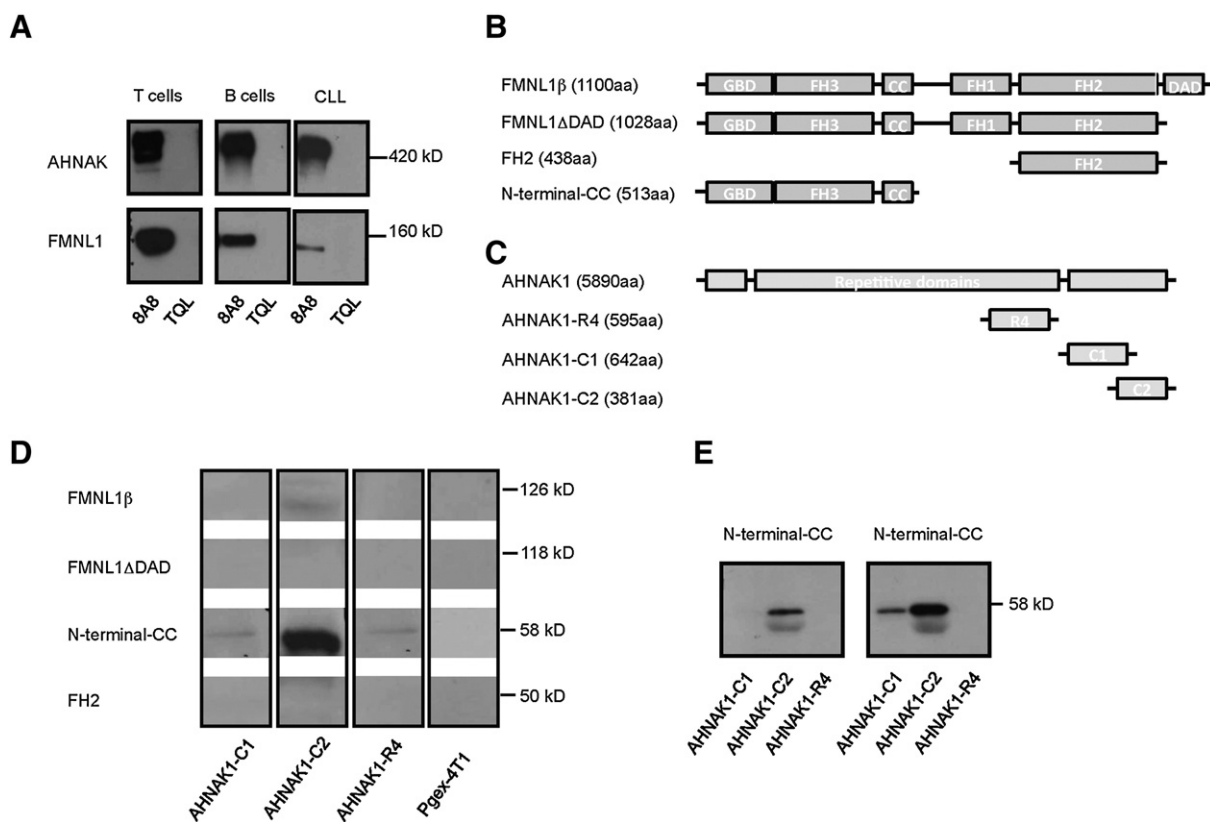 A
T cells
B cells
CLL
AHNAK
420 kD
FMNL1
160 kD
8A8
TQL
8A8
TQL
8A8
TQL
B
FMNL1β (1100aa)
GBD
FH3
CC
FH1
FH2
DAD
FMNL1ΔDAD (1028aa)
GBD
FH3
CC
FH1
FH2
FH2 (438aa)
FH2
N-terminal-CC (513aa)
GBD
FH3
CC
C
AHNAK1 (5890aa)
Repetitive domains
AHNAK1-R4 (595aa)
R4
AHNAK1-C1 (642aa)
C1
AHNAK1-C2 (381aa)
C2
D
FMNL1β
126 kD
FMNL1ΔDAD
118 kD
N-terminal-CC
58 kD
FH2
50 kD
AHNAK1-C1
AHNAK1-C2
AHNAK1-R4
Pgex-4T1
E
N-terminal-CC
N-terminal-CC
58 kD
AHNAK1-C1
AHNAK1-C2
AHNAK1-R4
AHNAK1-C1
AHNAK1-C2
AHNAK1-R4